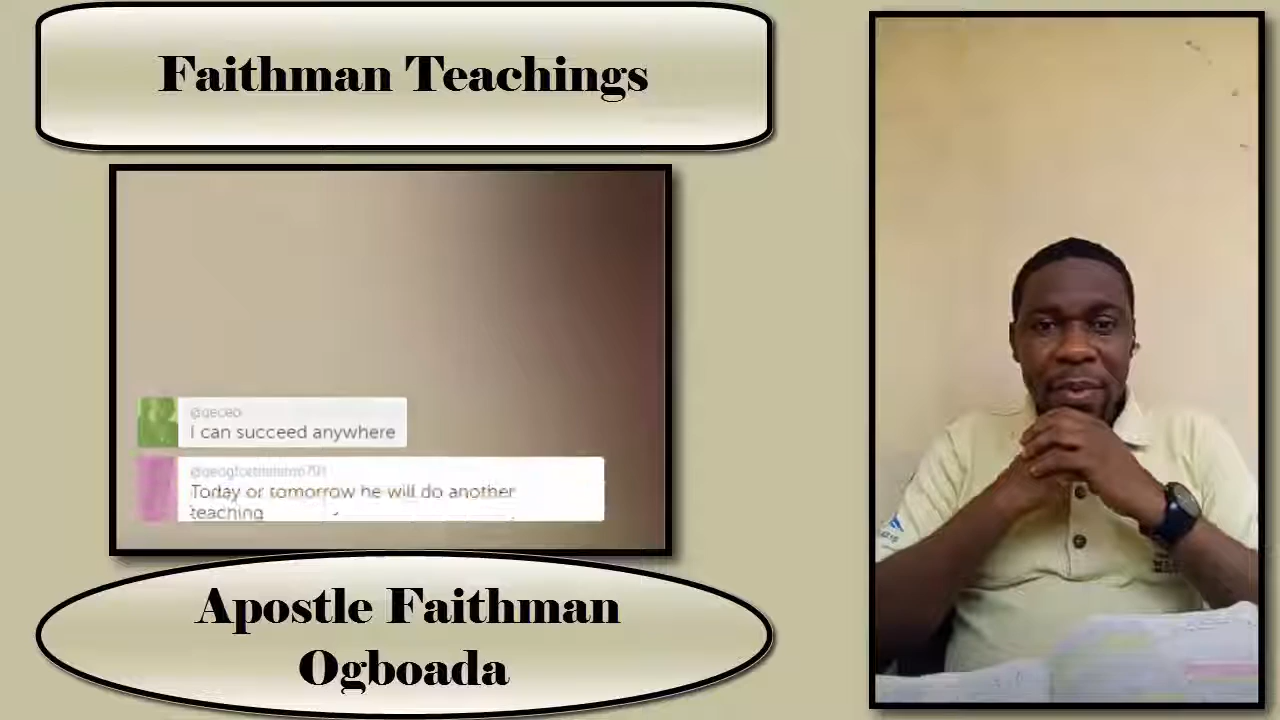 Faithman Teachings
I can succeed anywhere
Today or tomorrow he will do another
teaching
Apostle Faithman
Ogboada